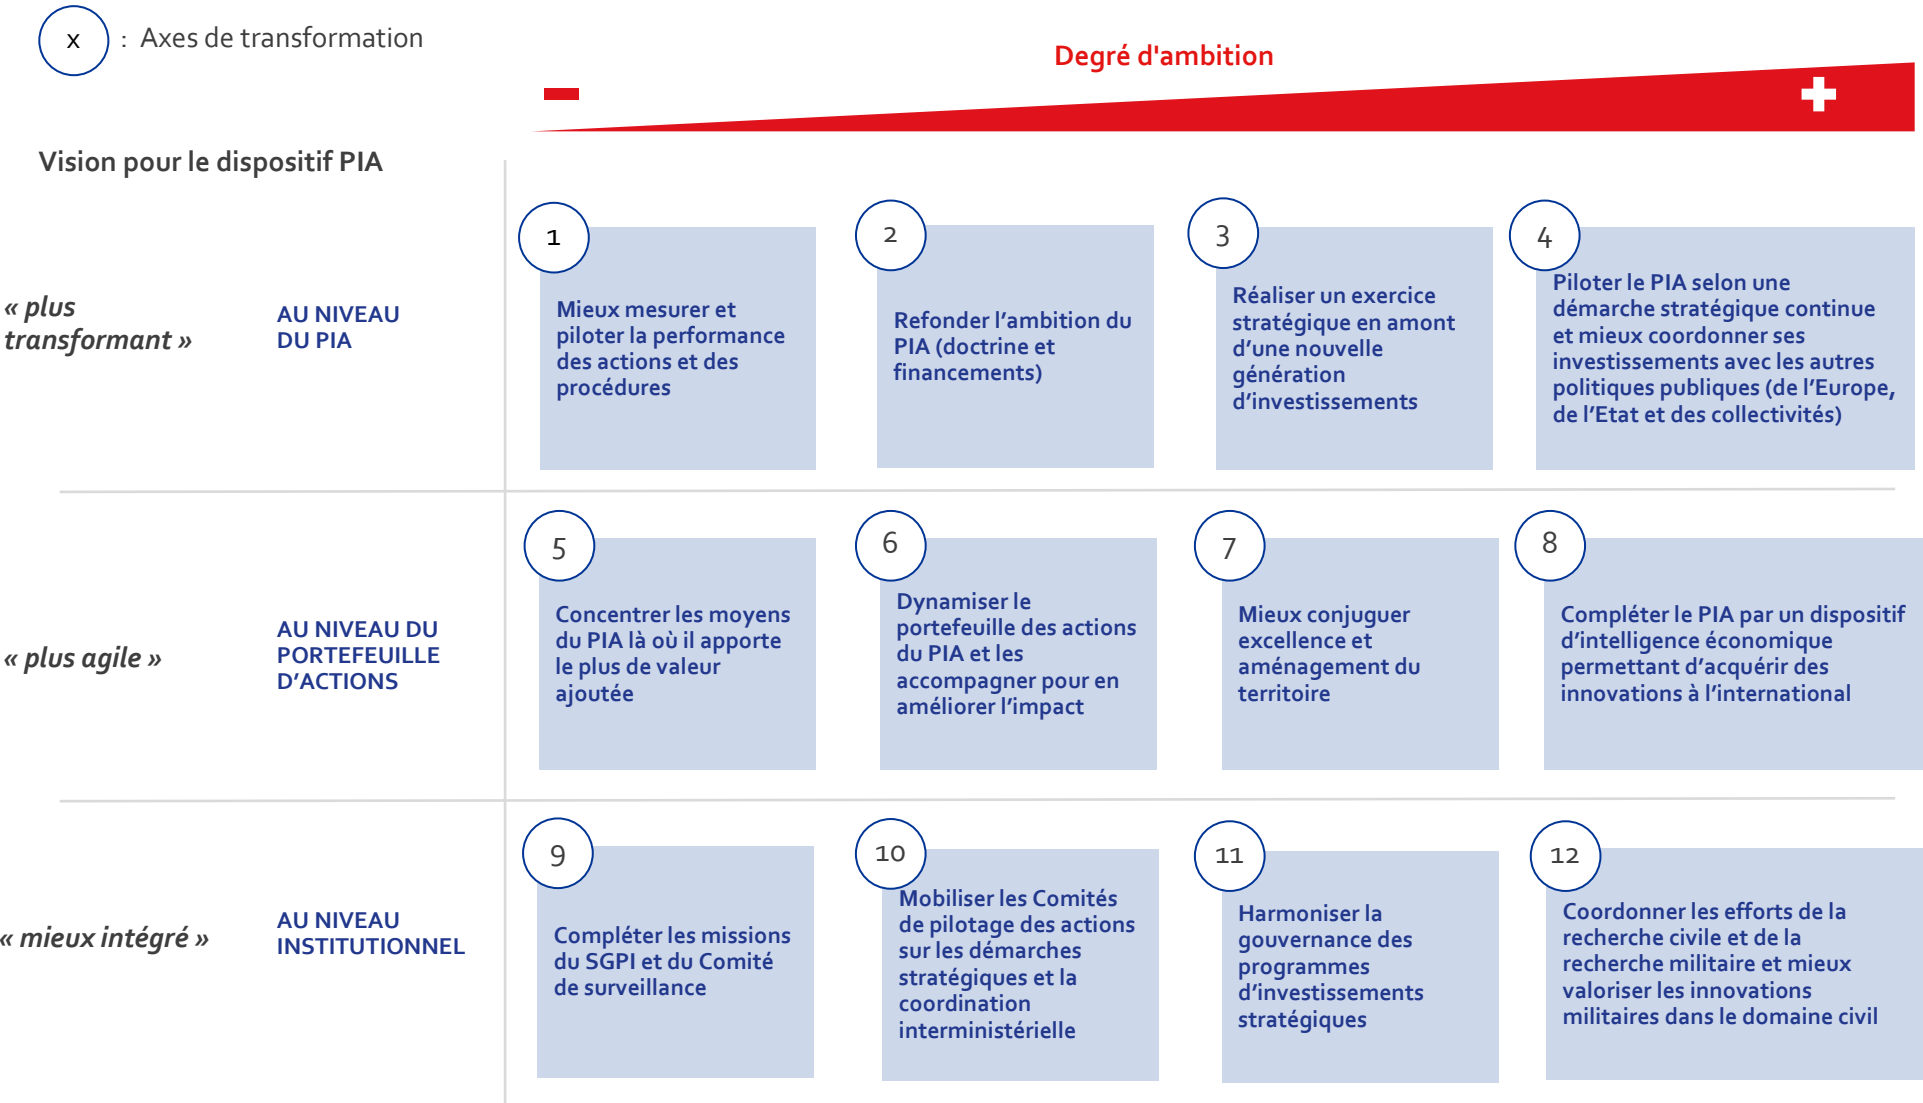 x : Axes de transformation
Degré d'ambition
Vision pour le dispositif PIA
« plus
transformant »
AU NIVEAU
DU PIA
1
Mieux mesurer et
piloter la performance
des actions et des
procédures
2
Refonder l’ambition du
PIA (doctrine et
financements)
3
Réaliser un exercice
stratégique en amont
d’une nouvelle
génération
d’investissements
4
Piloter le PIA selon une
démarche stratégique continue
et mieux coordonner ses
investissements avec les autres
politiques publiques (de l’Europe,
de l’Etat et des collectivités)
« plus agile »
AU NIVEAU DU
PORTEFEUILLE
D’ACTIONS
5
Concentrer les moyens
du PIA là où il apporte
le plus de valeur
ajoutée
6
Dynamiser le
portefeuille des actions
du PIA et les
accompagner pour en
améliorer l’impact
7
Mieux conjuguer
excellence et
aménagement du
territoire
8
Compléter le PIA par un dispositif
d’intelligence économique
permettant d’acquérir des
innovations à l’international
« mieux intégré »
AU NIVEAU
INSTITUTIONNEL
9
Compléter les missions
du SGPI et du Comité
de surveillance
10
Mobiliser les Comités
de pilotage des actions
sur les démarches
stratégiques et la
coordination
interministérielle
11
Harmoniser la
gouvernance des
programmes
d’investissements
stratégiques
12
Coordonner les efforts de la
recherche civile et de la
recherche militaire et mieux
valoriser les innovations
militaires dans le domaine civil